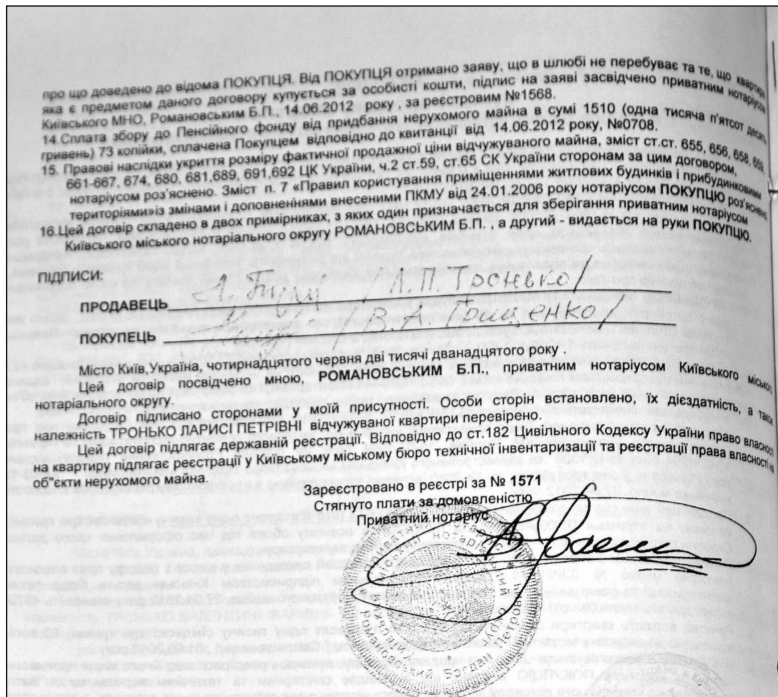 про що доведено до відома ПОКУПЦЯ. Від ПОКУПЦЯ отримано заяву, що в шлюбі не перебуває та те, що квартира
яка є предметом даного договору купується за особисті кошти, підпис на заяві засвідчено приватним нотаріусом
Київського МНО, Романовським Б.П., 14.06.2012 року , за реєстровим №1568.
14.Сплата збору до Пенсійного фонду від придбання нерухомого майна в сумі 1510 (одна тисяча п'ятсот десять
гривень) 73 копійки, сплачена Покупцем відповідно до квитанції від 14.06.2012 року, №0708.
15. Правові наслідки укриття розміру фактичної продажної ціни відчужуваного майна, зміст ст.ст. 655, 656, 658, 659,
661-667, 674, 680, 681,689, 691,692 ЦК України, ч.2 ст.59, ст.65 СК України сторонам за цим договором,
нотаріусом роз'яснено. Зміст п. 7 «Правил користування приміщеннями житлових будинків і прибудинковими
територіями»із змінами і доповненнями внесеними ПКМУ від 24.01.2006 року нотаріусом ПОКУПЦЮ роз'яснено
16.Цей договір складено в двох примірниках, з яких один призначається для зберігання приватним нотаріусом
Київського міського нотаріального округу РОМАНОВСЬКИМ Б.П. , а другий - видається на руки ПОКУПЦЮ.
ПІДПИСИ:
ПРОДАВЕЦЬ / Л.П. Тронько /
ПОКУПЕЦЬ / В.А. Грищенко /
Місто Київ,Україна, чотирнадцятого червня дві тисячі дванадцятого року .
Цей договір посвідчено мною, РОМАНОВСЬКИМ Б.П., приватним нотаріусом Київського міського
нотаріального округу.
Договір підписано сторонами у моїй присутності. Особи сторін встановлено, їх дієздатність, а також
належність ТРОНЬКО ЛАРИСІ ПЕТРІВНІ відчужуваної квартири перевірено.
Цей договір підлягає державній реєстрації. Відповідно до ст.182 Цивільного Кодексу України право власності
на квартиру підлягає реєстрації у Київському міському бюро технічної інвентаризації та реєстрації права власності на
об"єкти нерухомого майна.
Зареєстровано в реєстрі за № 1571
Стягнуто плати за домовленістю
Приватний нотаріус
Романовський Богдан Петрович